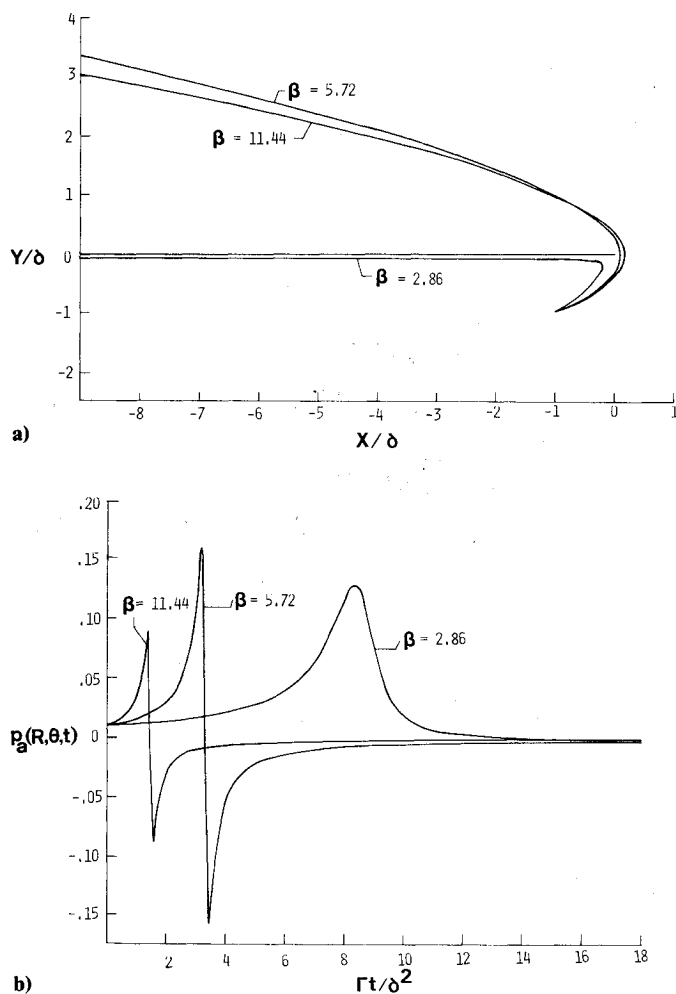 4
3
2
1
Y/∂ 0
-1
-2
β = 5.72
β = 11.44
β = 2.86
-8 -7 -6 -5 -4 -3 -2 -1 0 1
a)
X/∂
.20
.15
.10
.05
0
pₐ(R,θ,t)
-.05
-.10
-.15
β= 11.44
β = 5.72
β = 2.86
2 4 6 8 10 12 14 16 18
b)
Γt/∂²